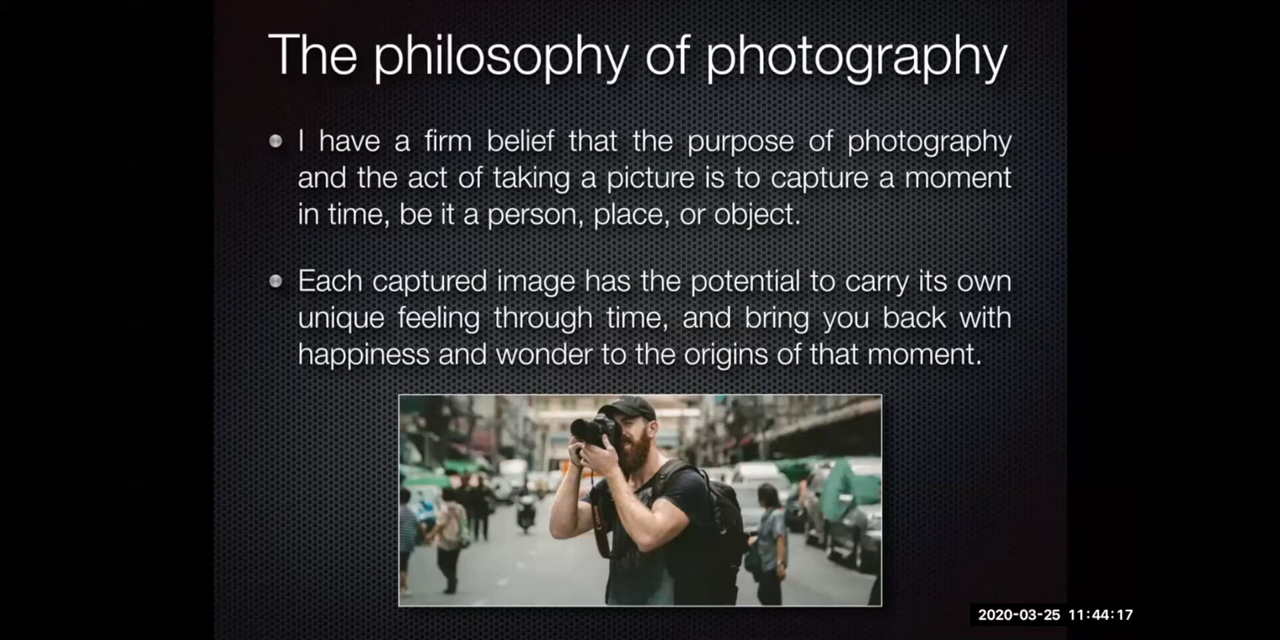 The philosophy of photography
I have a firm belief that the purpose of photography
and the act of taking a picture is to capture a moment
in time, be it a person, place, or object.
Each captured image has the potential to carry its own
unique feeling through time, and bring you back with
happiness and wonder to the origins of that moment.
2020-03-25 11:44:17